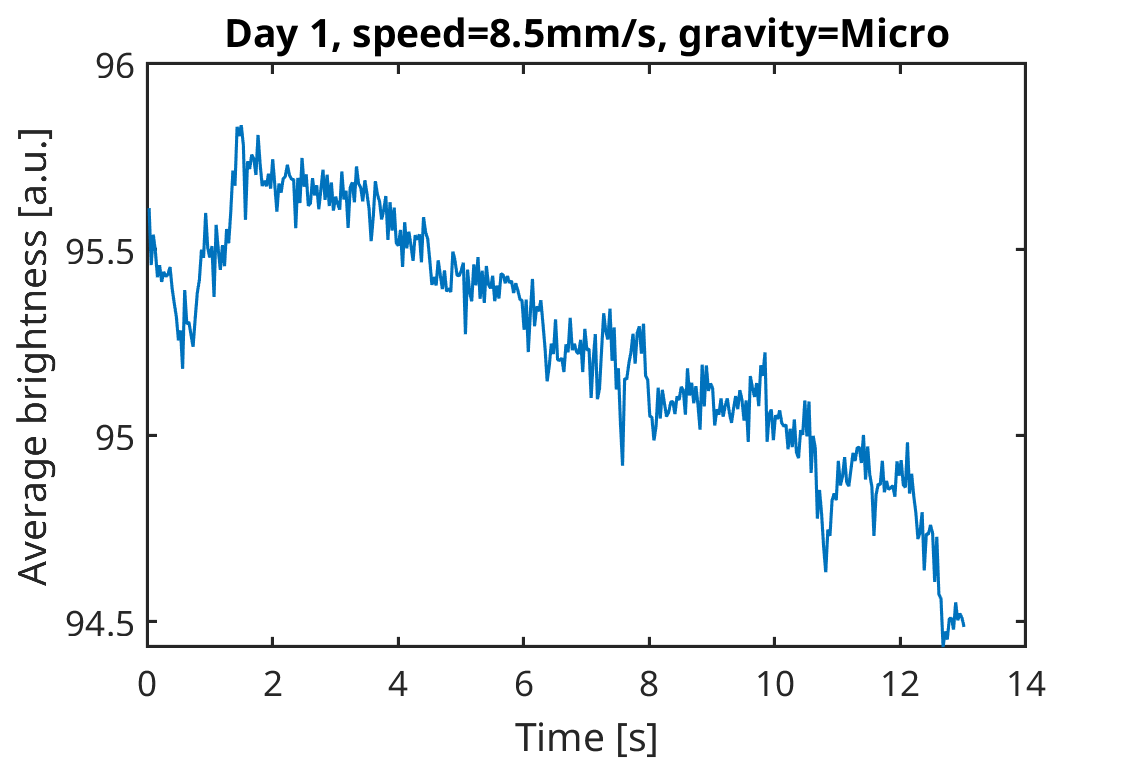 Day 1, speed=8.5mm/s, gravity=Micro
96
95.5
95
94.5
Average brightness [a.u.]
0 2 4 6 8 10 12 14
Time [s]